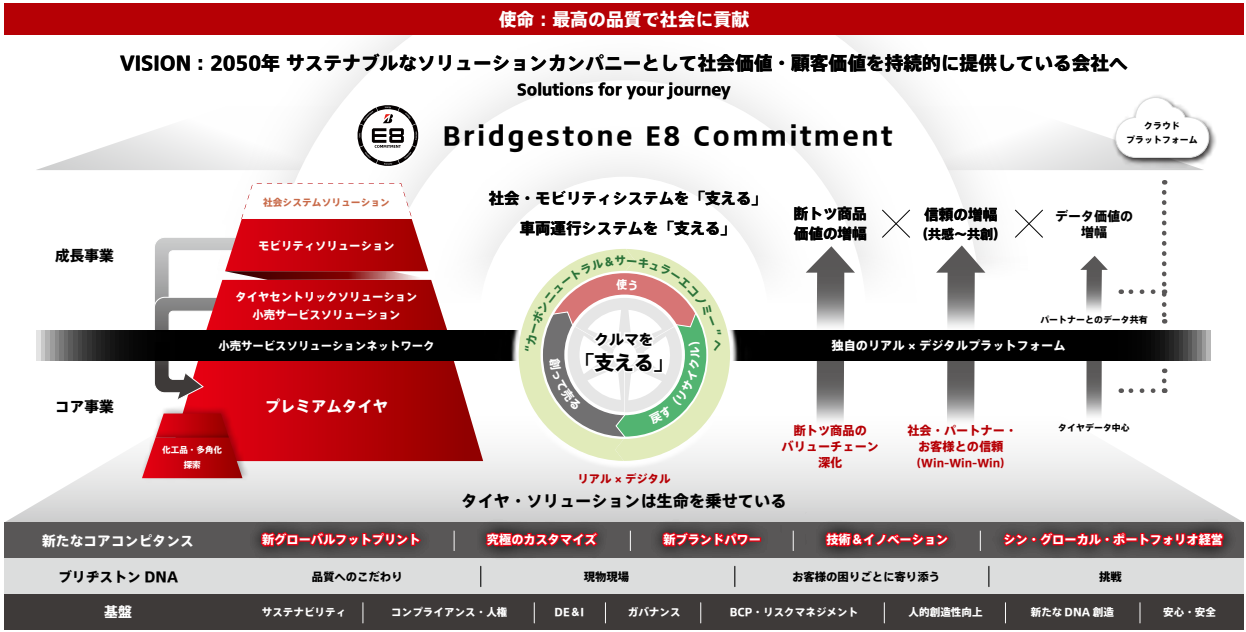 使命：最高の品質で社会に貢献
VISION：2050年 サステナブルなソリューションカンパニーとして社会価値・顧客価値を持続的に提供している会社へ
Solutions for your journey
E8
COMMITMENT
Bridgestone E8 Commitment
クラウド
プラットフォーム
社会システムソリューション
モビリティソリューション
成長事業
タイヤセントリックソリューション
小売サービスソリューション
小売サービスソリューションネットワーク
コア事業
プレミアムタイヤ
化工品・多角化
探索
社会・モビリティシステムを「支える」
車両運行システムを「支える」
"カーボンニュートラル&サーキュラーエコノミー"へ
使う
クルマを
「支える」
創って売る
戻す（リサイクル）
リアル × デジタル
タイヤ・ソリューションは生命を乗せている
断トツ商品
価値の増幅
信頼の増幅
(共感〜共創)
データ価値の
増幅
パートナーとのデータ共有
独自のリアル × デジタルプラットフォーム
断トツ商品の
バリューチェーン
深化
社会・パートナー・
お客様との信頼
(Win-Win-Win)
タイヤデータ中心
新たなコアコンピタンス 新グローバルフットプリント 究極のカスタマイズ 新ブランドパワー 技術＆イノベーション シン・グローカル・ポートフォリオ経営
ブリヂストン DNA 品質へのこだわり 現物現場 お客様の困りごとに寄り添う 挑戦
基盤 サステナビリティ コンプライアンス・人権 DE&I ガバナンス BCP・リスクマネジメント 人的創造性向上 新たな DNA 創造 安心・安全